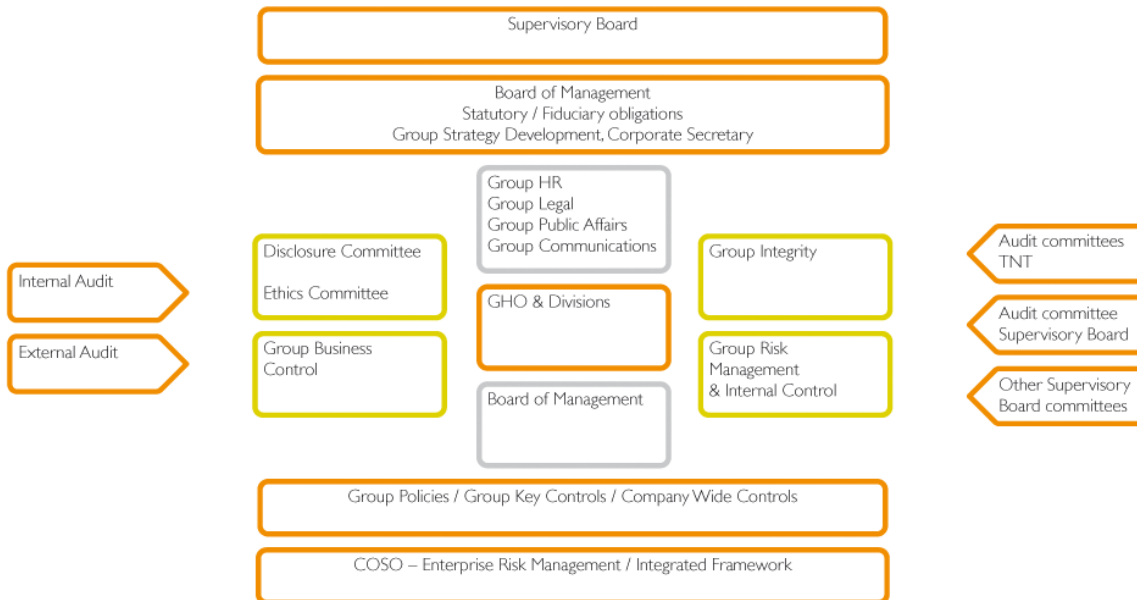 Supervisory Board
Board of Management
Statutory / Fiduciary obligations
Group Strategy Development, Corporate Secretary
Group HR
Group Legal
Group Public Affairs
Group Communications
Disclosure Committee
Ethics Committee
Group Integrity
Audit committees
TNT
Internal Audit
GHO & Divisions
Audit committee
Supervisory Board
External Audit
Group Business
Control
Group Risk
Management
& Internal Control
Other Supervisory
Board committees
Board of Management
Group Policies / Group Key Controls / Company Wide Controls
COSO – Enterprise Risk Management / Integrated Framework